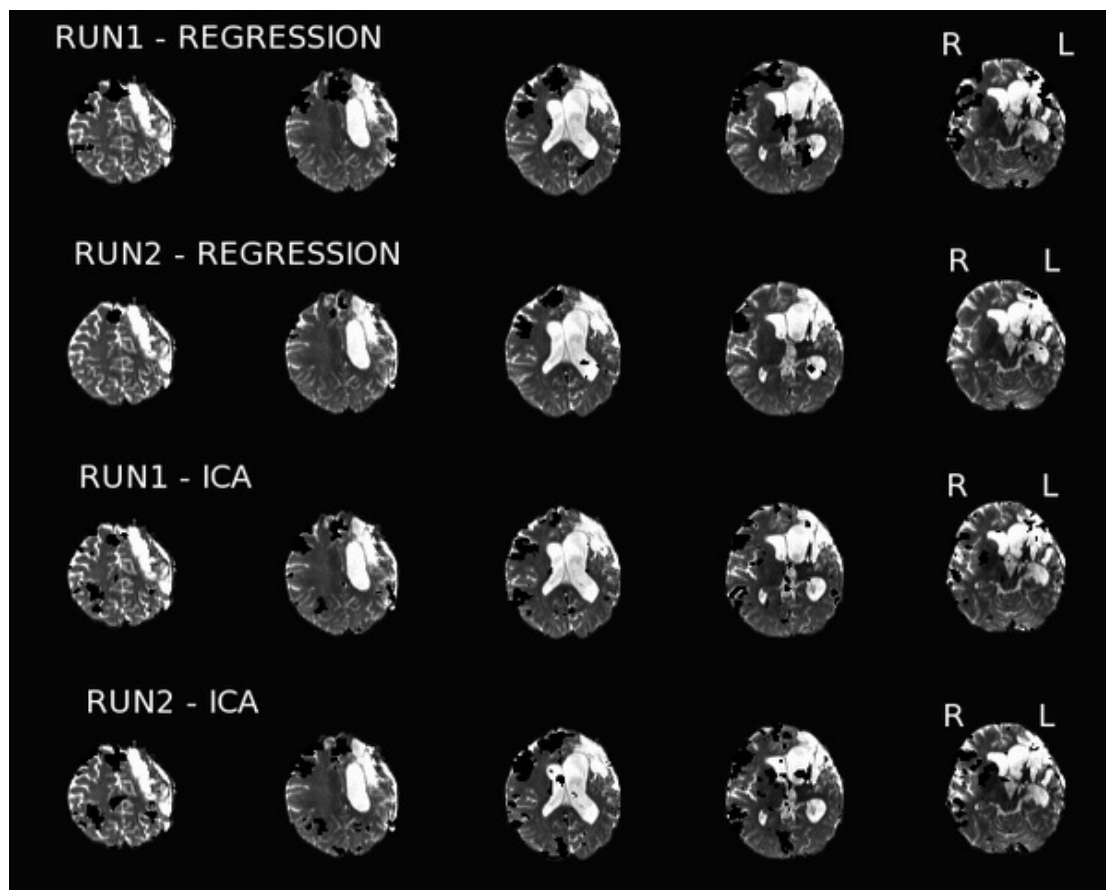 RUN1 - REGRESSION
R L
RUN2 - REGRESSION
R L
RUN1 - ICA
R L
RUN2 - ICA
R L